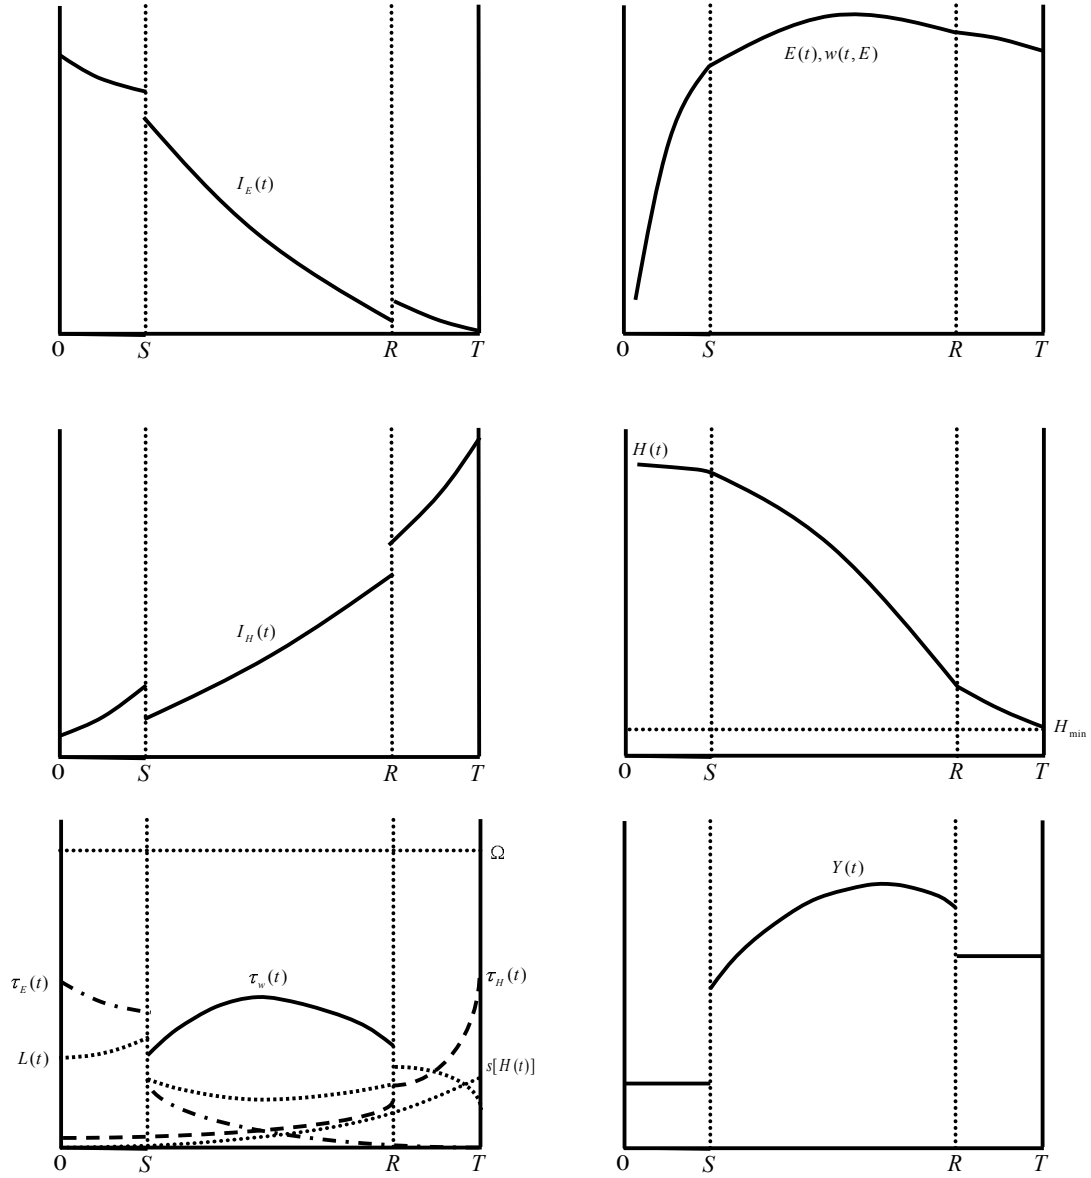 I_E(t)
0 S R T
E(t), w(t, E)
0 S R T
I_H(t)
0 S R T
H(t)
H_min
0 S R T
Ω
τ_E(t)
τ_w(t)
τ_H(t)
L(t)
s[H(t)]
0 S R T
Y(t)
0 S R T